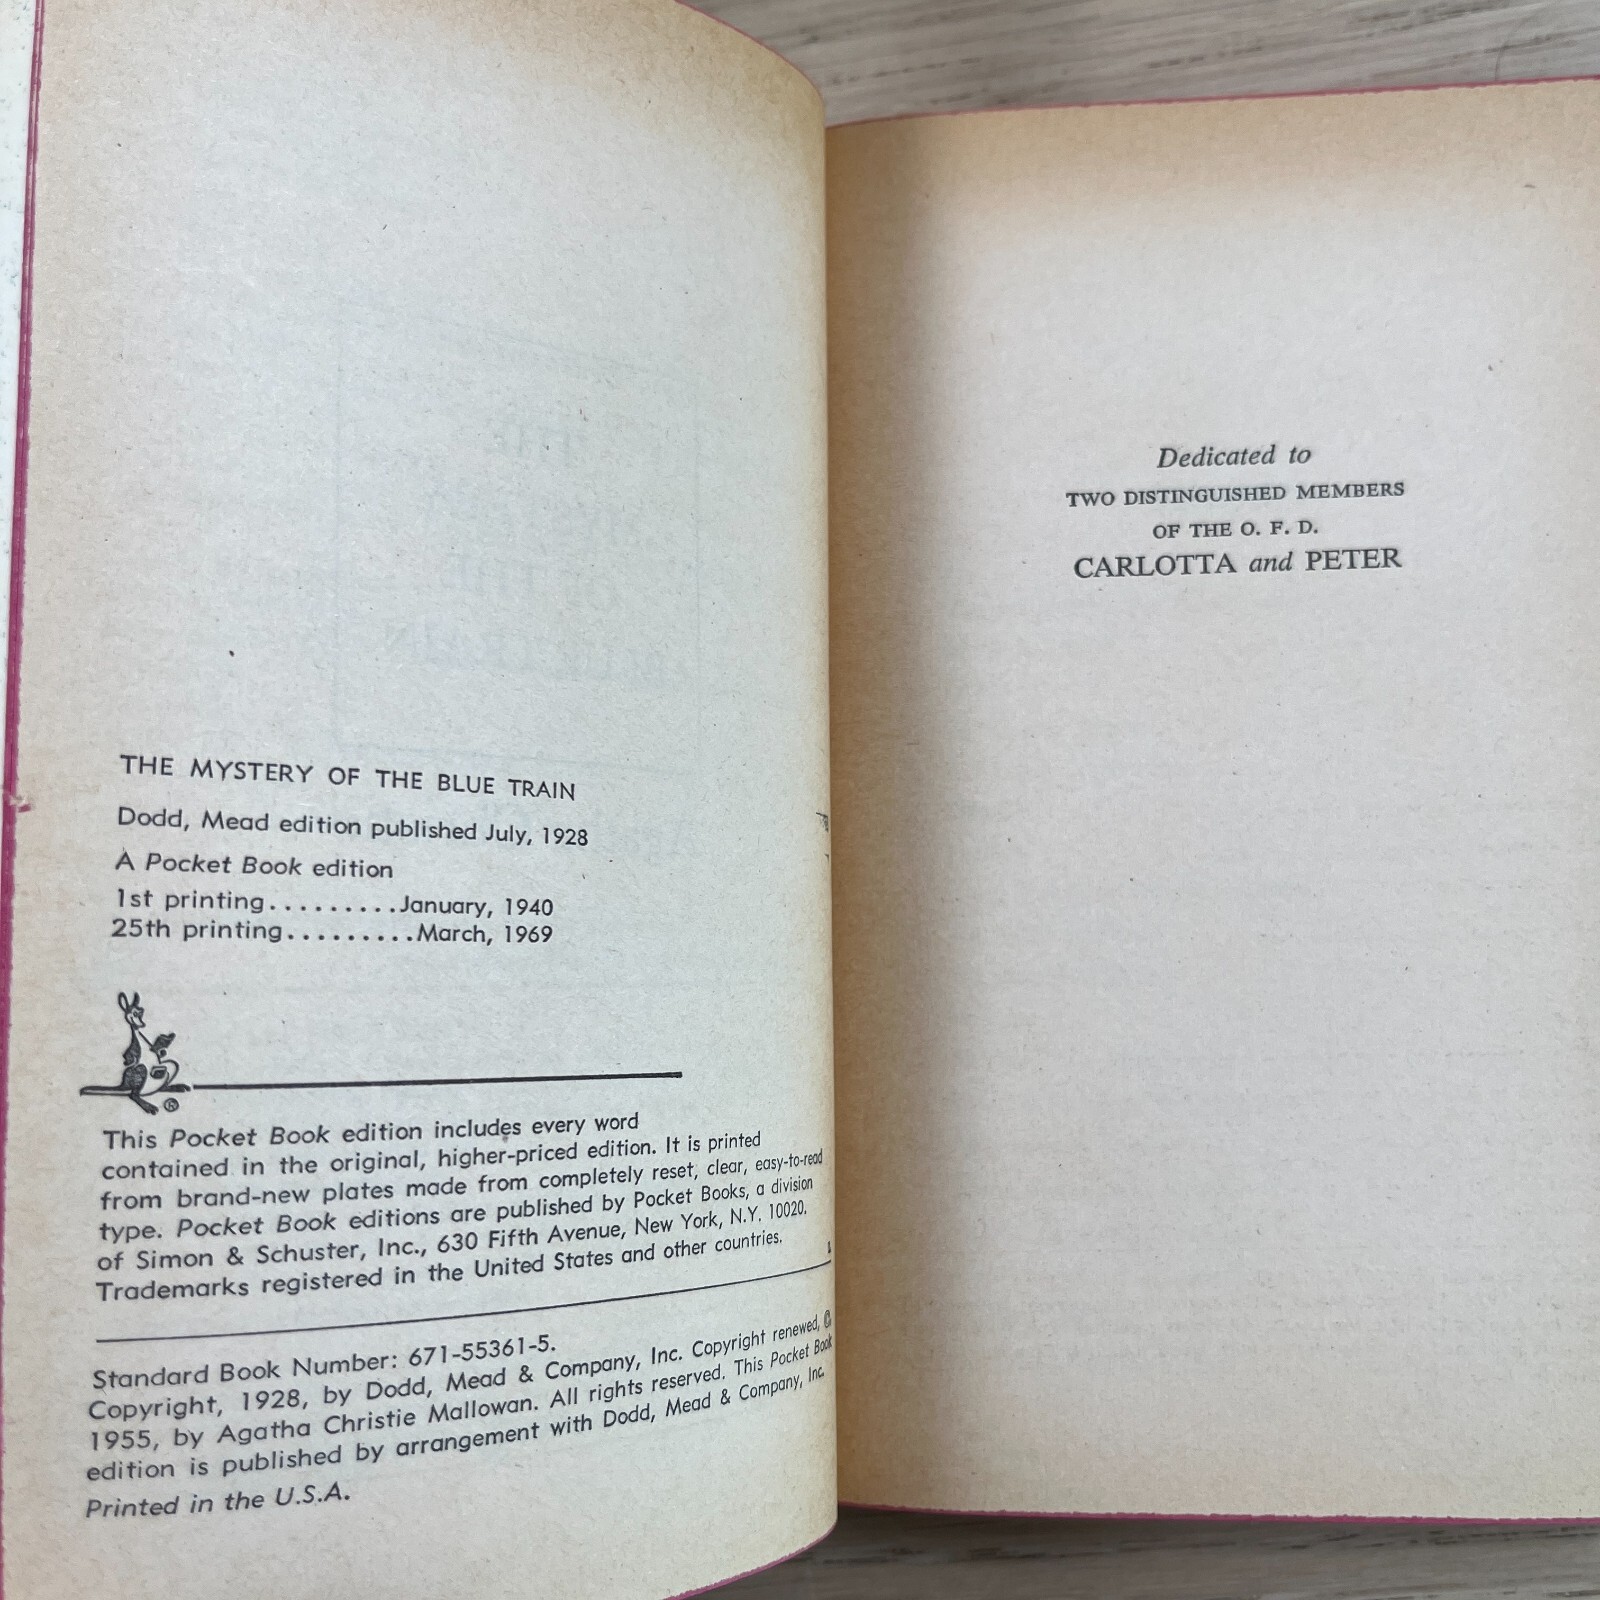 THE MYSTERY OF THE BLUE TRAIN
Dodd, Mead edition published July, 1928
A Pocket Book edition
1st printing.........January, 1940
25th printing.........March, 1969
®
This Pocket Book edition includes every word
contained in the original, higher-priced edition. It is printed
from brand-new plates made from completely reset, clear, easy-to-read
type. Pocket Book editions are published by Pocket Books, a division
of Simon & Schuster, Inc., 630 Fifth Avenue, New York, N.Y. 10020.
Trademarks registered in the United States and other countries.
L
Standard Book Number: 671-55361-5.
Copyright, 1928, by Dodd, Mead & Company, Inc. Copyright renewed, ©
1955, by Agatha Christie Mallowan. All rights reserved. This Pocket Book
edition is published by arrangement with Dodd, Mead & Company, Inc.
Printed in the U.S.A.
Dedicated to
TWO DISTINGUISHED MEMBERS
OF THE O. F. D.
CARLOTTA and PETER